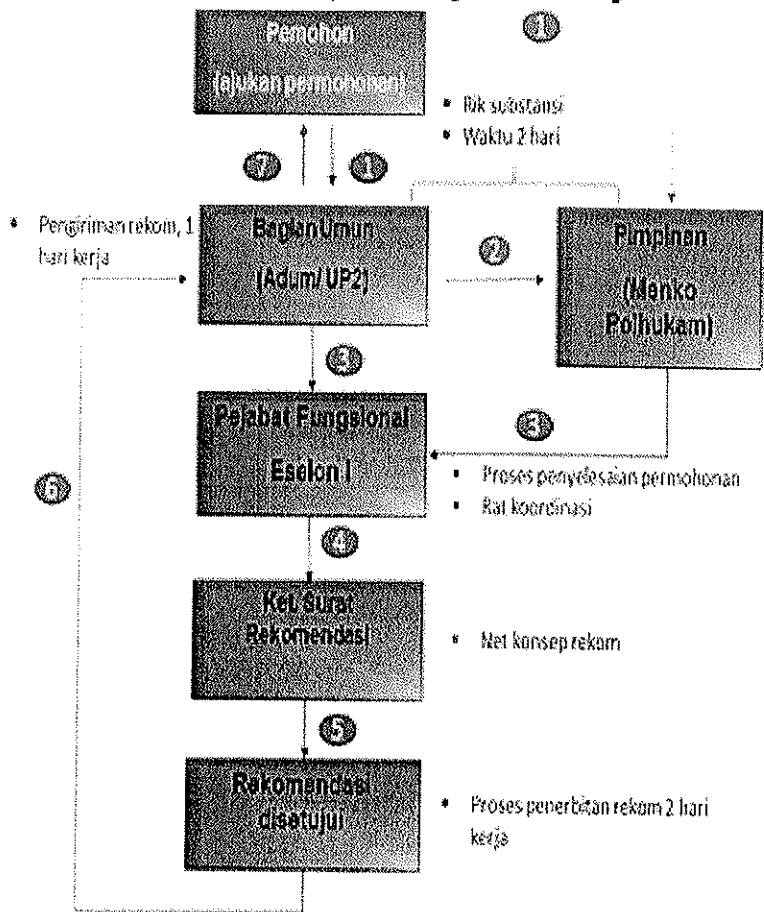 1
Pemohon
(ajukan permohonan)
• Rik substansi
• Waktu 2 hari
7
1
• Pengiriman rekom, 1
hari kerja
Bagian Umum
(Adum/ UP2)
2
Pimpinan
(Menko
Polhukam)
3
Pejabat Fungsional
Eselon I
3
• Proses penyelesaian permohonan
• Rat koordinasi
6
4
Ket. Surat
Rekomendasi
• Net konsep rekom
5
Rekomendasi
disetujui
• Proses penerbitan rekom 2 hari
kerja